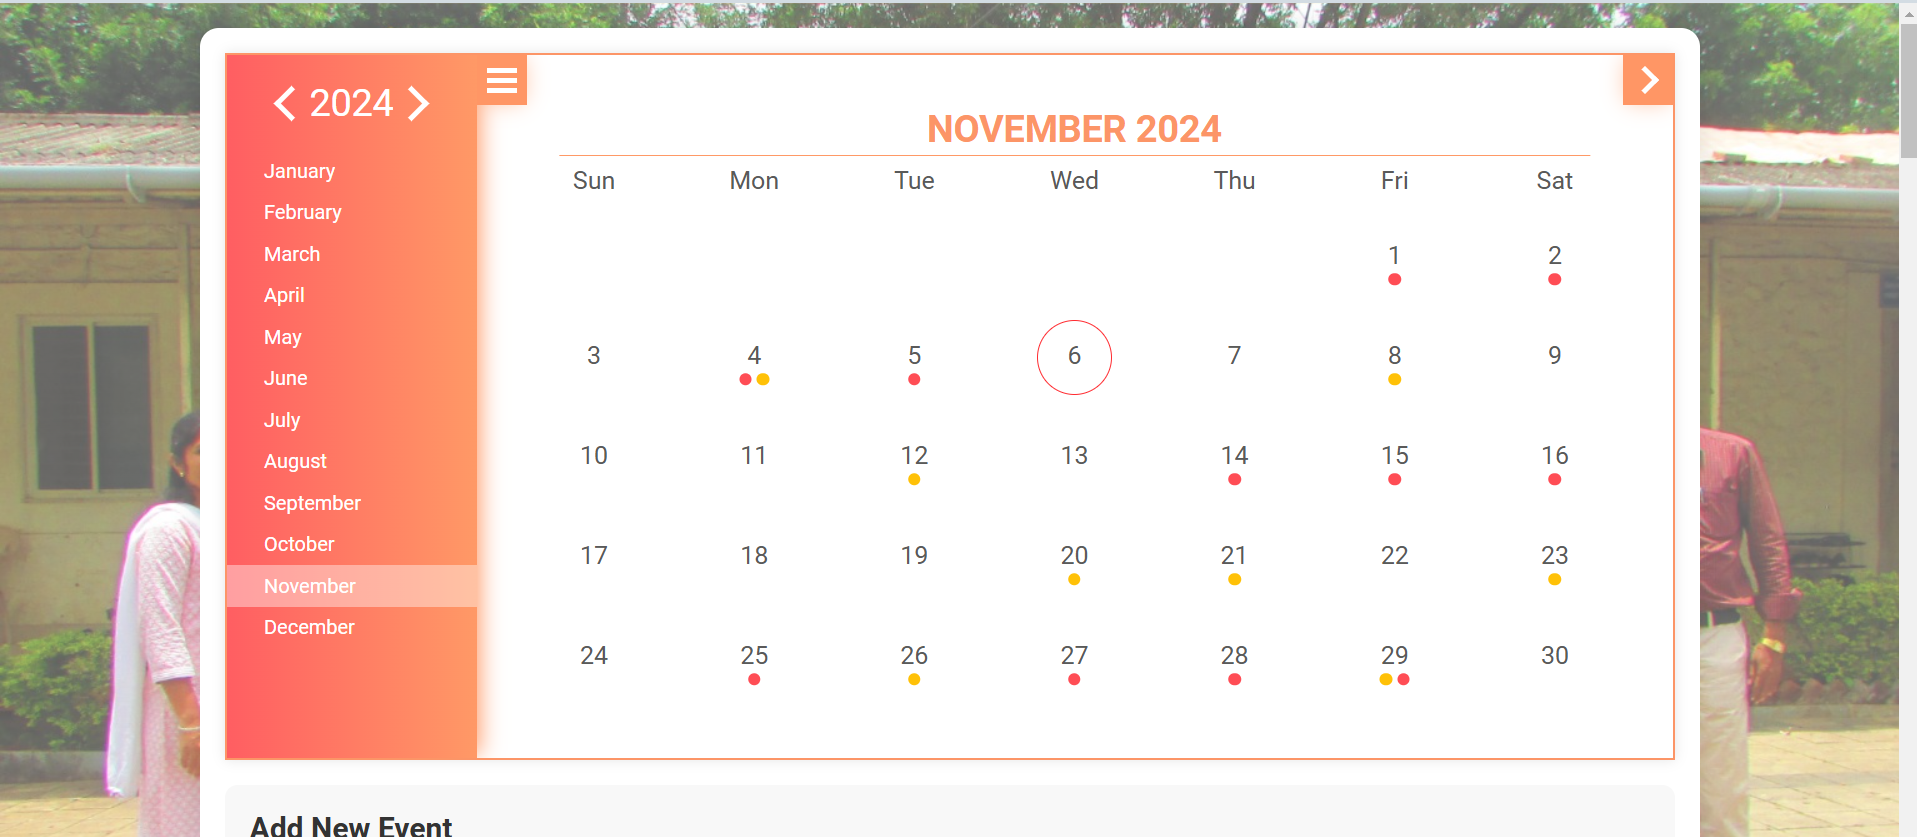 2024
January
February
March
April
May
June
July
August
September
October
November
December
NOVEMBER 2024
Sun Mon Tue Wed Thu Fri Sat
1 2
3 4 5 6 7 8 9
10 11 12 13 14 15 16
17 18 19 20 21 22 23
24 25 26 27 28 29 30
Add New Event